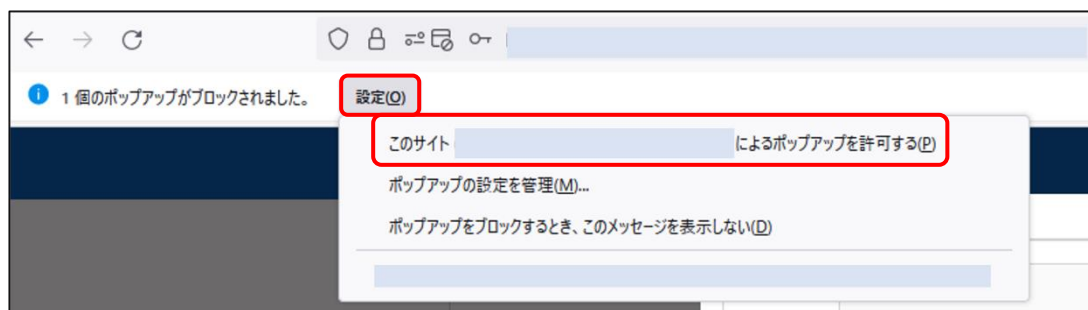 1 個のポップアップがブロックされました。 設定(O)
このサイト によるポップアップを許可する(P)
ポップアップの設定を管理(M)...
ポップアップをブロックするとき、このメッセージを表示しない(D)